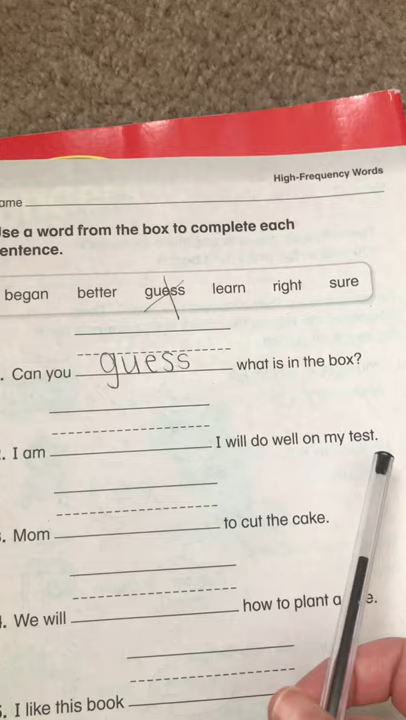 High-Frequency Words
ame
se a word from the box to complete each
entence.
began better guess learn right sure
. Can you guess what is in the box?
. I am I will do well on my test.
. Mom to cut the cake.
. We will how to plant a e.
. I like this book